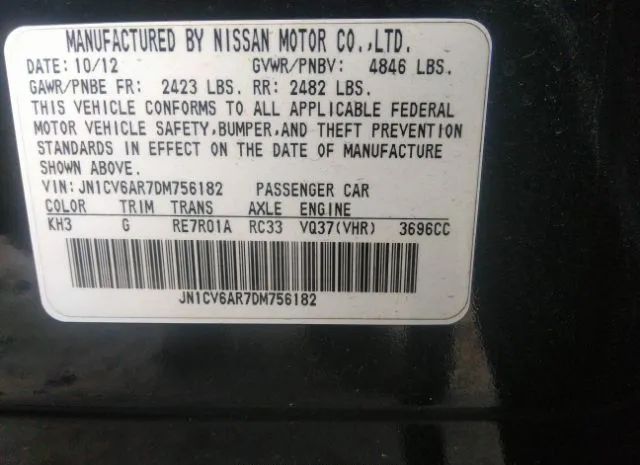 MANUFACTURED BY NISSAN MOTOR CO.,LTD.
DATE: 10/12 GVWR/PNBV: 4846 LBS.
GAWR/PNBE FR: 2423 LBS. RR: 2482 LBS.
THIS VEHICLE CONFORMS TO ALL APPLICABLE FEDERAL
MOTOR VEHICLE SAFETY,BUMPER,AND THEFT PREVENTION
STANDARDS IN EFFECT ON THE DATE OF MANUFACTURE
SHOWN ABOVE.
VIN: JN1CV6AR7DM756182 PASSENGER CAR
COLOR TRIM TRANS AXLE ENGINE
KH3 G RE7R01A RC33 VQ37(VHR) 3696CC
JN1CV6AR7DM756182